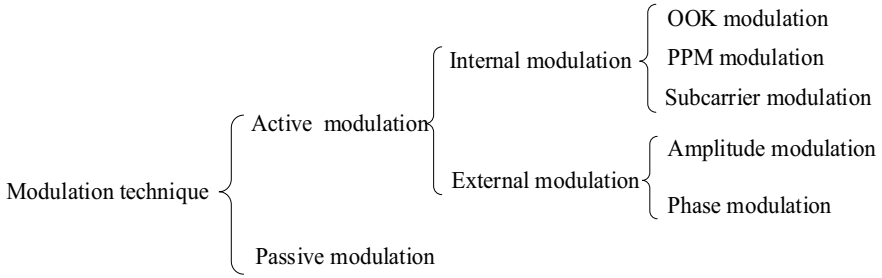 OOK modulation
Internal modulation
PPM modulation
Subcarrier modulation
Active modulation
Amplitude modulation
External modulation
Modulation technique
Phase modulation
Passive modulation